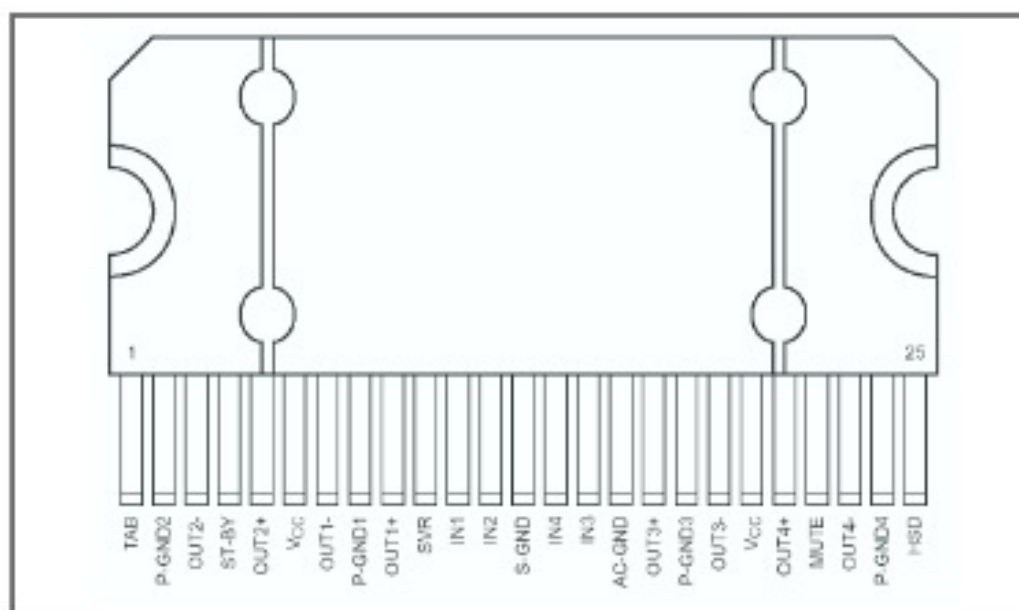 1
25
TAB
P-GND2
OUT2-
ST-BY
OUT2+
VCC
OUT1-
P-GND1
OUT1+
SVR
IN1
IN2
S-GND
IN4
IN3
AC-GND
OUT3+
P-GND3
OUT3-
VCC
OUT4+
MUTE
OUT4-
P-GND4
HSD